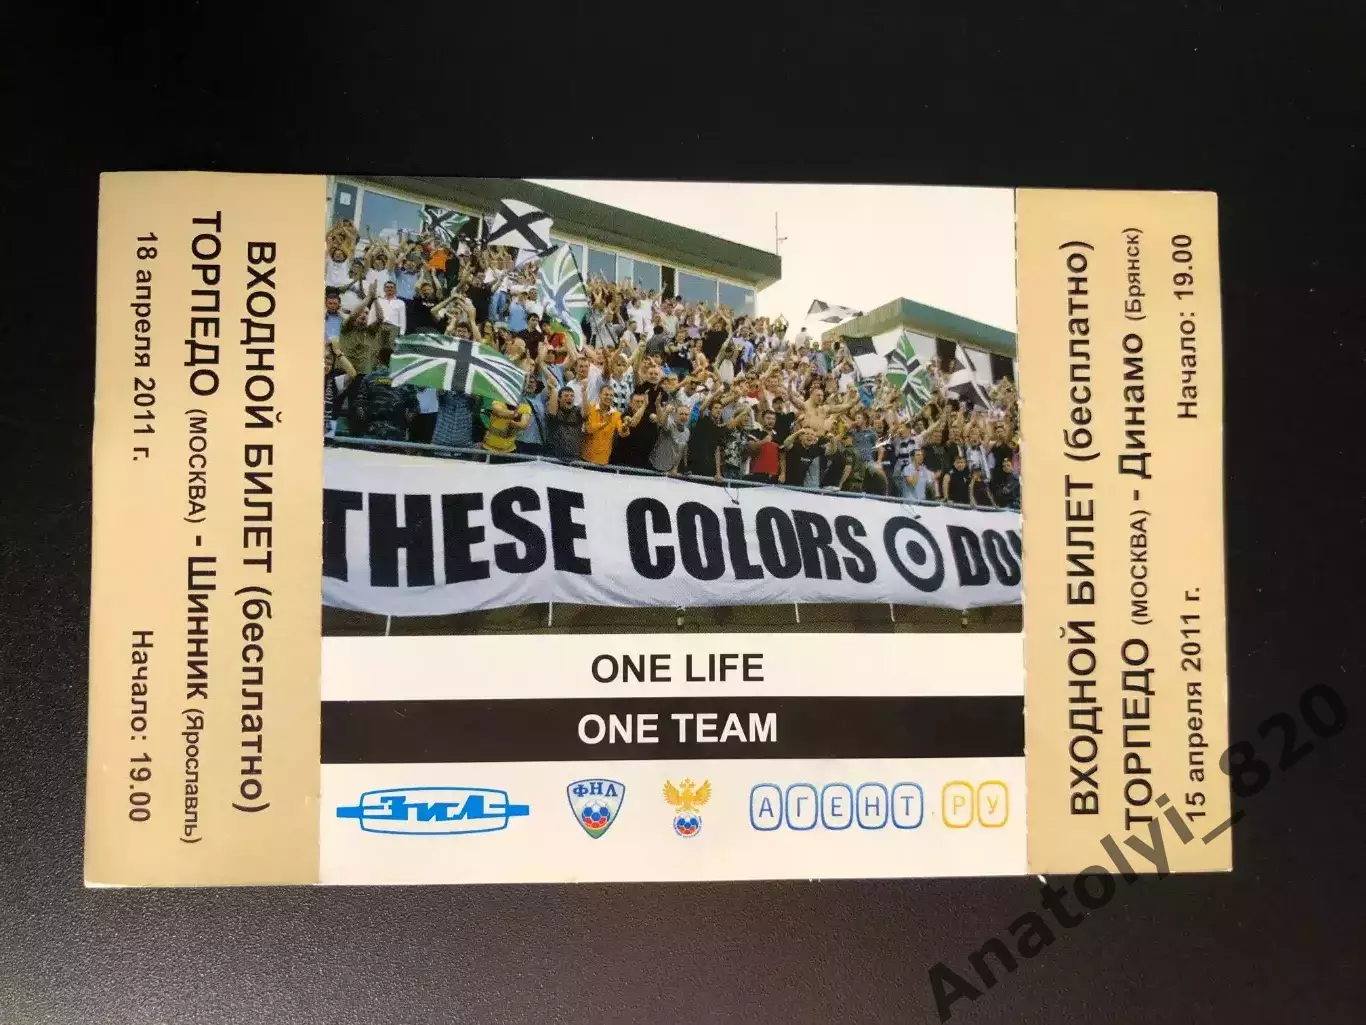 ВХОДНОЙ БИЛЕТ (бесплатно)
ТОРПЕДО (МОСКВА) - Шинник (Ярославль)
18 апреля 2011 г. Начало: 19.00
THESE COLORS DO
ONE LIFE
ONE TEAM
ЗиЛ
ФНЛ
АГЕНТ РУ
ВХОДНОЙ БИЛЕТ (бесплатно)
ТОРПЕДО (МОСКВА) - Динамо (Брянск)
15 апреля 2011 г. Начало: 19.00
Anatolyi_820